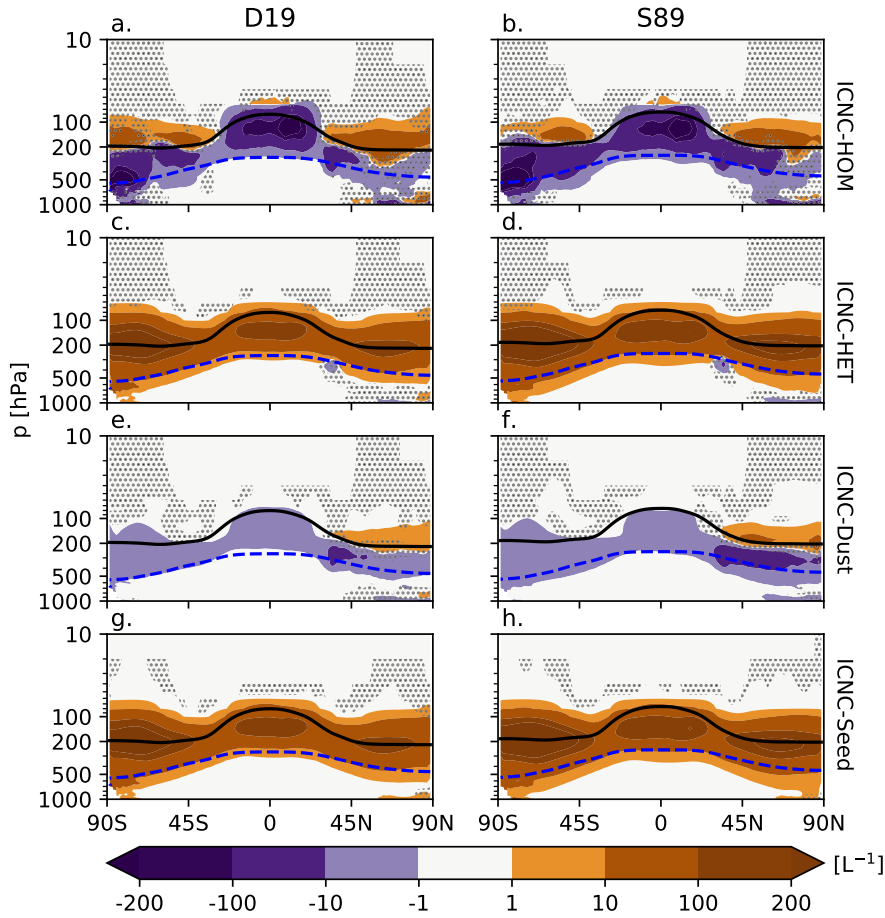 D19 S89
a. b.
10
100
200
500
1000
ICNC-HOM
c. d.
10
100
200
500
1000
ICNC-HET
p [hPa]
e. f.
10
100
200
500
1000
ICNC-Dust
g. h.
10
100
200
500
1000
ICNC-Seed
90S 45S 0 45N 90N 90S 45S 0 45N 90N
-200 -100 -10 -1 1 10 100 200 [L⁻¹]